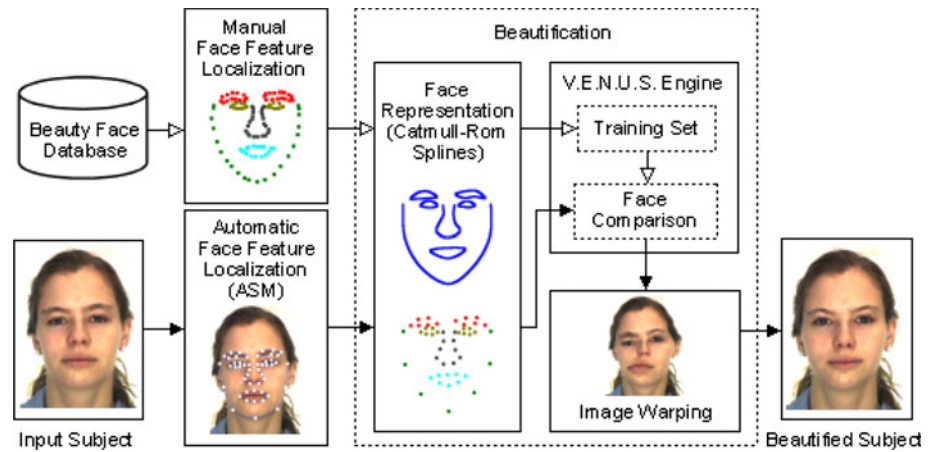 Manual
Face Feature
Localization
Beautification
Beauty Face
Database
Face
Representation
(Catmull-Rom
Splines)
V.E.N.U.S. Engine
Training Set
Face
Comparison
Automatic
Face Feature
Localization
(ASM)
Image Warping
Input Subject
Beautified Subject